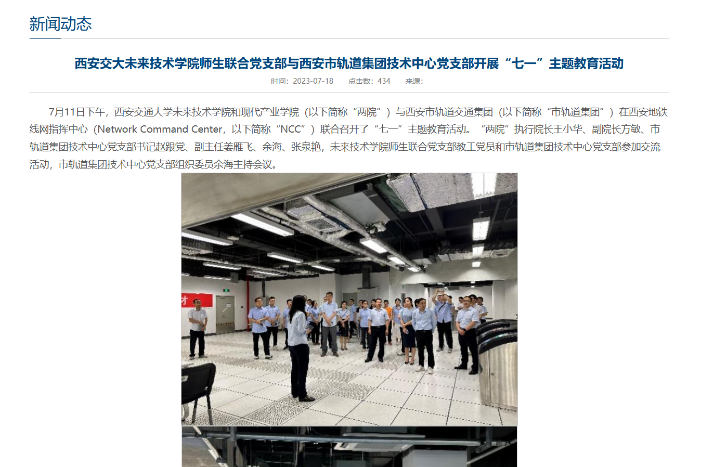 新闻动态
西安交大未来技术学院师生联合党支部与西安市轨道集团技术中心党支部开展“七一”主题教育活动
时间：2023-07-18 点击数：434 来源：
7月11日下午，西安交通大学未来技术学院和现代产业学院（以下简称“两院”）与西安市轨道交通集团（以下简称“市轨道集团”）在西安地铁
线网指挥中心（Network Command Center，以下简称“NCC”）联合召开了“七一”主题教育活动。“两院”执行院长王小华、副院长方敏、市
轨道集团技术中心党支部书记赵跟党、副主任姜雁飞、余海、张泉艳，未来技术学院师生联合党支部教工党员和市轨道集团技术中心党支部参加交流
活动，市轨道集团技术中心党支部组织委员余海主持会议。